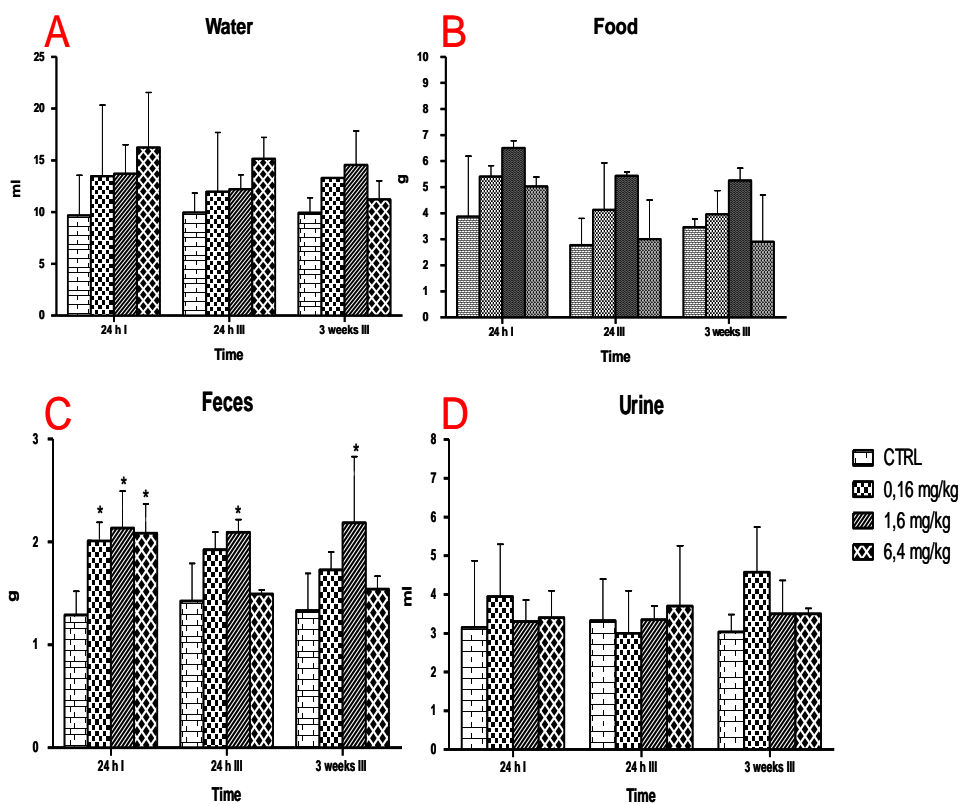 A
Water
25
20
15
10
5
0
ml
24 h I
24 h III
3 weeks III
Time
B
Food
10
9
8
7
6
5
4
3
2
1
0
g
24 h I
24 III
3 weeks III
Time
C
Feces
3
2
1
0
g
*
*
*
*
*
24 h I
24 h III
3 weeks III
Time
D
Urine
8
7
6
5
4
3
2
1
0
ml
24 h I
24 h III
3 weeks III
Time
CTRL
0,16 mg/kg
1,6 mg/kg
6,4 mg/kg